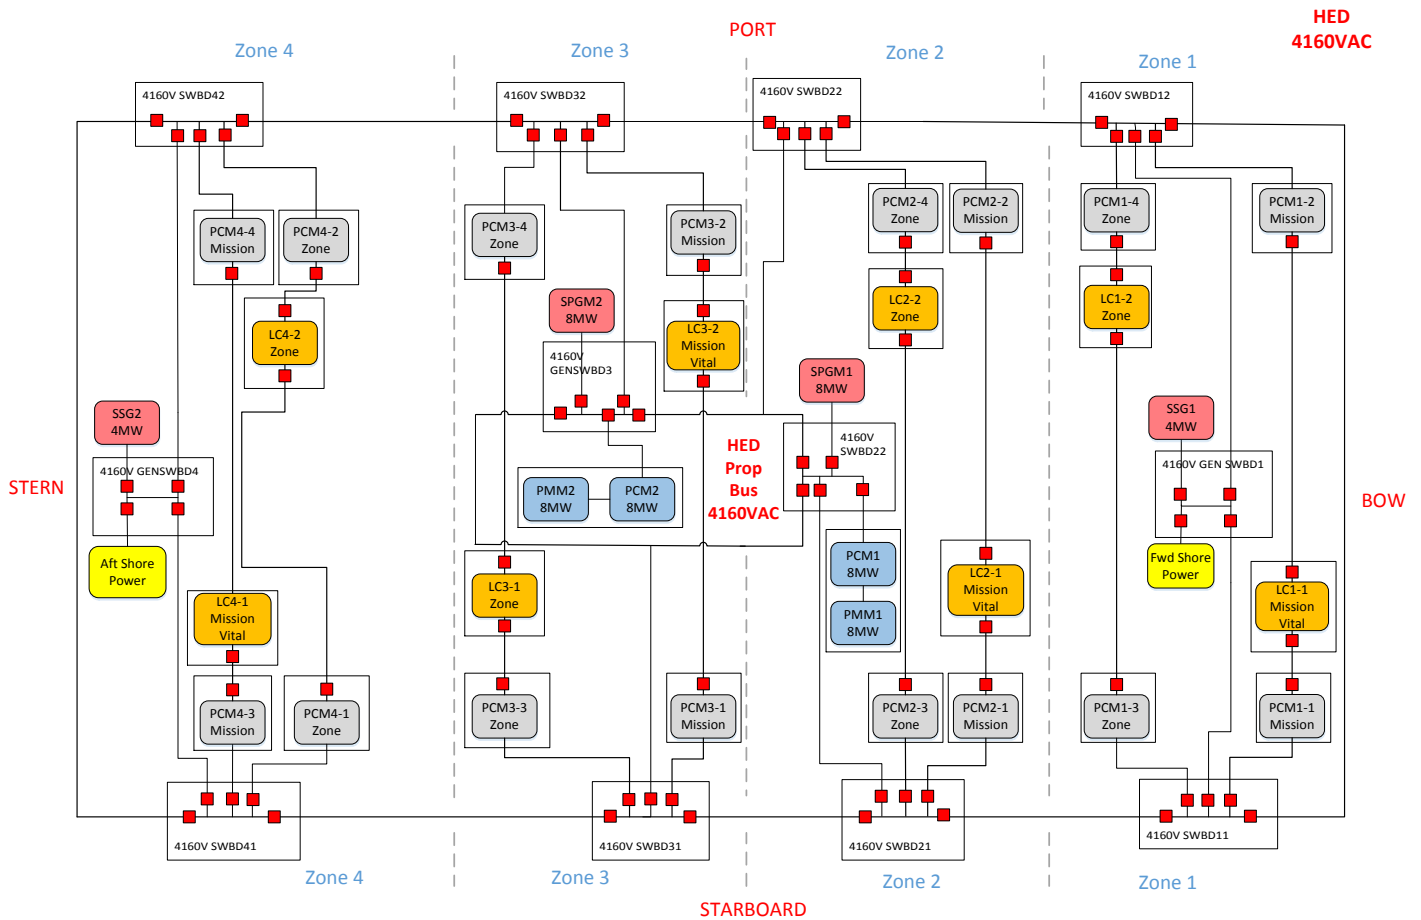 HED
4160VAC
PORT
Zone 4
Zone 3
Zone 2
Zone 1
4160V SWBD42
4160V SWBD32
4160V SWBD22
4160V SWBD12
PCM4-4
Mission
PCM4-2
Zone
PCM3-4
Zone
PCM3-2
Mission
PCM2-4
Zone
PCM2-2
Mission
PCM1-4
Zone
PCM1-2
Mission
LC4-2
Zone
SPGM2
8MW
LC3-2
Mission
Vital
LC2-2
Zone
LC1-2
Zone
4160V
GENSWBD3
SPGM1
8MW
SSG2
4MW
SSG1
4MW
4160V
SWBD22
HED
Prop
Bus
4160VAC
4160V GENSWBD4
4160V GEN SWBD1
STERN
BOW
PMM2
8MW
PCM2
8MW
Aft Shore
Power
PCM1
8MW
PMM1
8MW
Fwd Shore
Power
LC4-1
Mission
Vital
LC3-1
Zone
LC2-1
Mission
Vital
LC1-1
Mission
Vital
PCM4-3
Mission
PCM4-1
Zone
PCM3-3
Zone
PCM3-1
Mission
PCM2-3
Zone
PCM2-1
Mission
PCM1-3
Zone
PCM1-1
Mission
4160V SWBD41
4160V SWBD31
4160V SWBD21
4160V SWBD11
Zone 4
Zone 3
Zone 2
Zone 1
STARBOARD